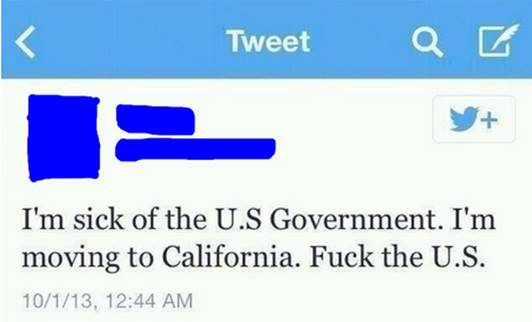 Tweet
I'm sick of the U.S Government. I'm
moving to California. Fuck the U.S.
10/1/13, 12:44 AM